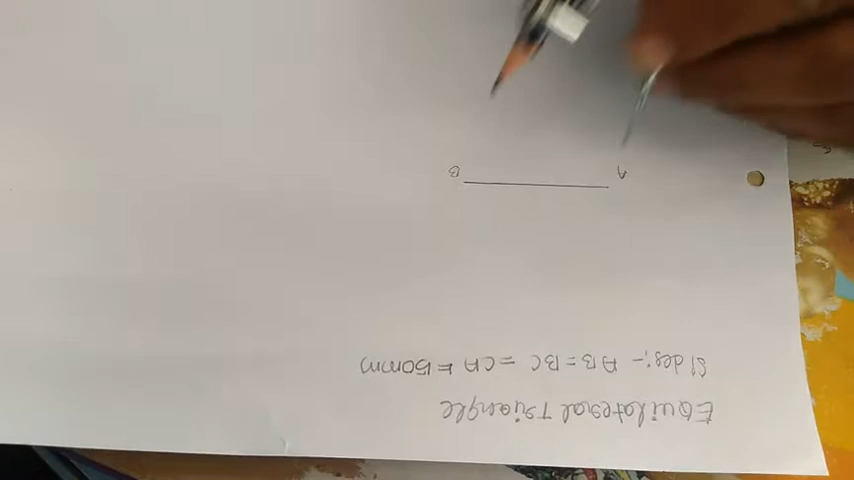 Equilateral Triangle
Sides:- AB = BC = CA = 50mm
A B